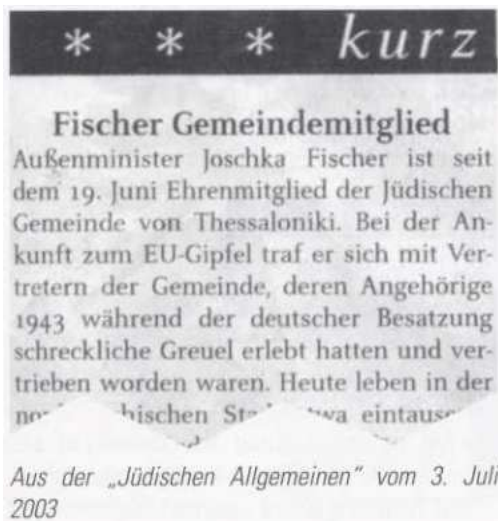 * * * kurz
Fischer Gemeindemitglied
Außenminister Joschka Fischer ist seit
dem 19. Juni Ehrenmitglied der Jüdischen
Gemeinde von Thessaloniki. Bei der An-
kunft zum EU-Gipfel traf er sich mit Ver-
tretern der Gemeinde, deren Angehörige
1943 während der deutscher Besatzung
schreckliche Greuel erlebt hatten und ver-
trieben worden waren. Heute leben in der
Aus der „Jüdischen Allgemeinen" vom 3. Juli
2003